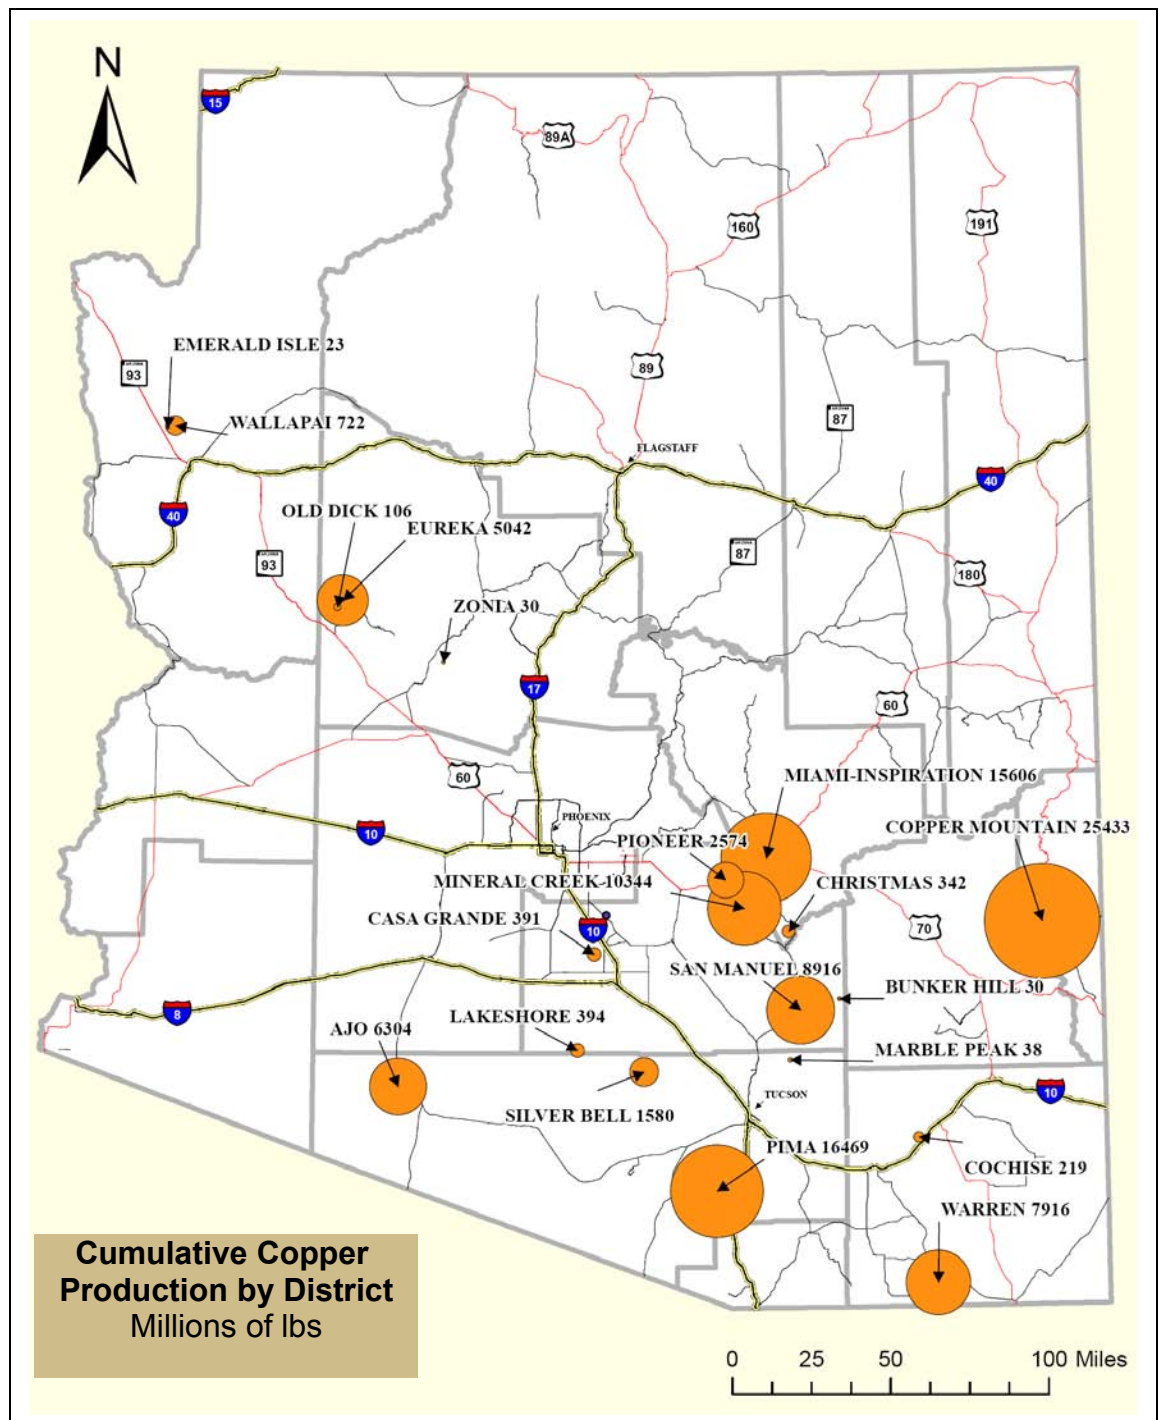 N
15
89A
160
191
EMERALD ISLE 23
93
89
87
WALLAPAI 722
FLAGSTAFF
40
40
OLD DICK 106
EUREKA 5042
93
87
180
ZONIA 30
17
60
60
MIAMI-INSPIRATION 15606
PHOENIX
10
COPPER MOUNTAIN 25433
PIONEER 2574
MINERAL CREEK 10344
CHRISTMAS 342
CASA GRANDE 391
10
70
SAN MANUEL 8916
BUNKER HILL 30
8
LAKESHORE 394
AJO 6304
MARBLE PEAK 38
10
TUCSON
SILVER BELL 1580
PIMA 16469
COCHISE 219
WARREN 7916
Cumulative Copper
Production by District
Millions of lbs
0 25 50 100 Miles